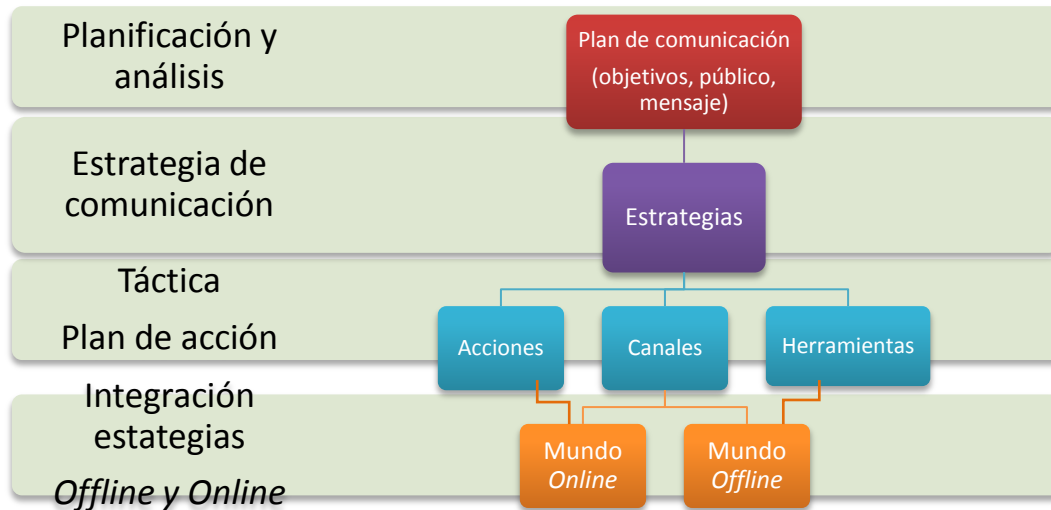 Planificación y
análisis
Plan de comunicación
(objetivos, público,
mensaje)
Estrategia de
comunicación
Estrategias
Táctica
Plan de acción
Acciones
Canales
Herramientas
Integración
estategias
Offline y Online
Mundo
Online
Mundo
Offline